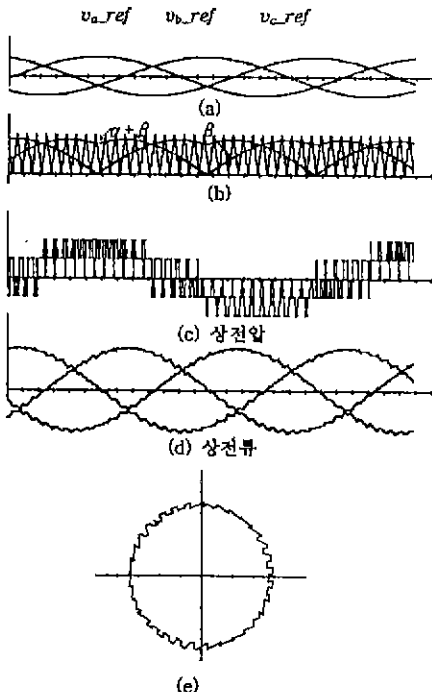 v_a_ref v_b_ref v_c_ref
(a)
α + β β
(b)
(c) 상전압
(d) 상전류
(e)